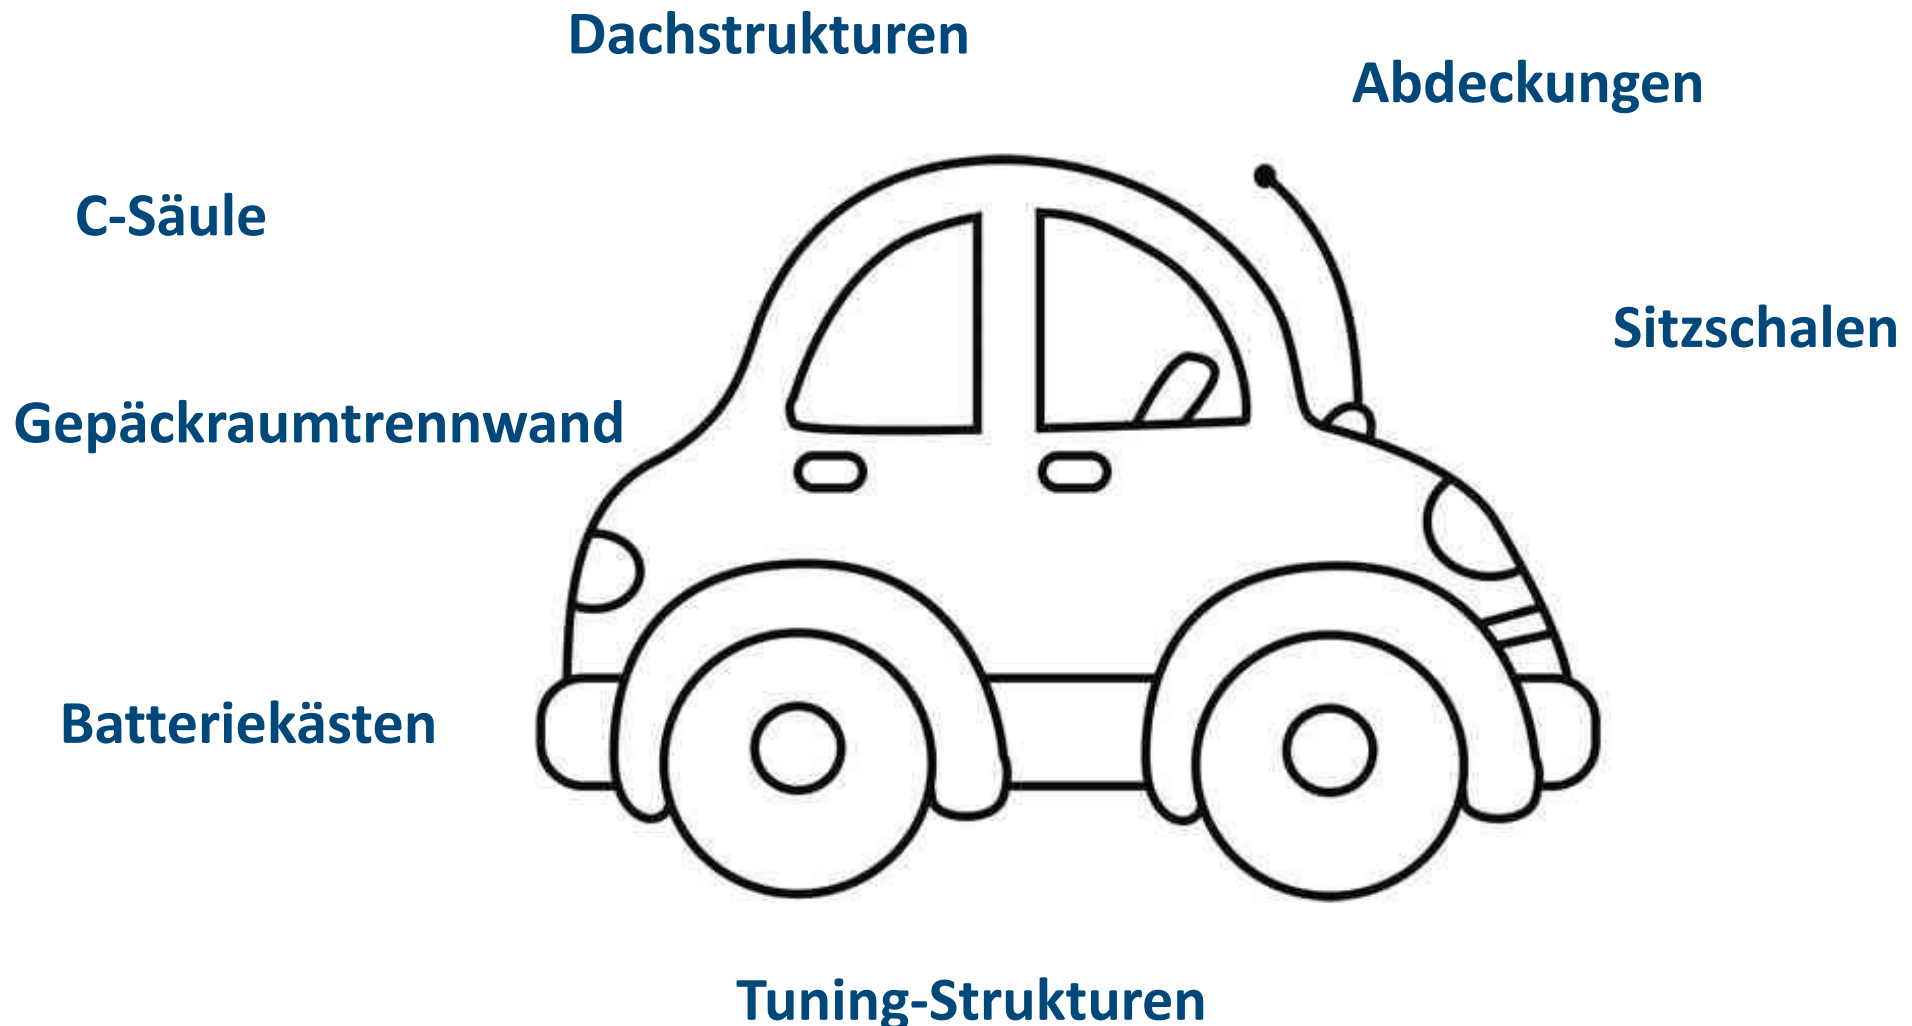 Dachstrukturen
Abdeckungen
C-Säule
Sitzschalen
Gepäckraumtrennwand
Batteriekästen
Tuning-Strukturen